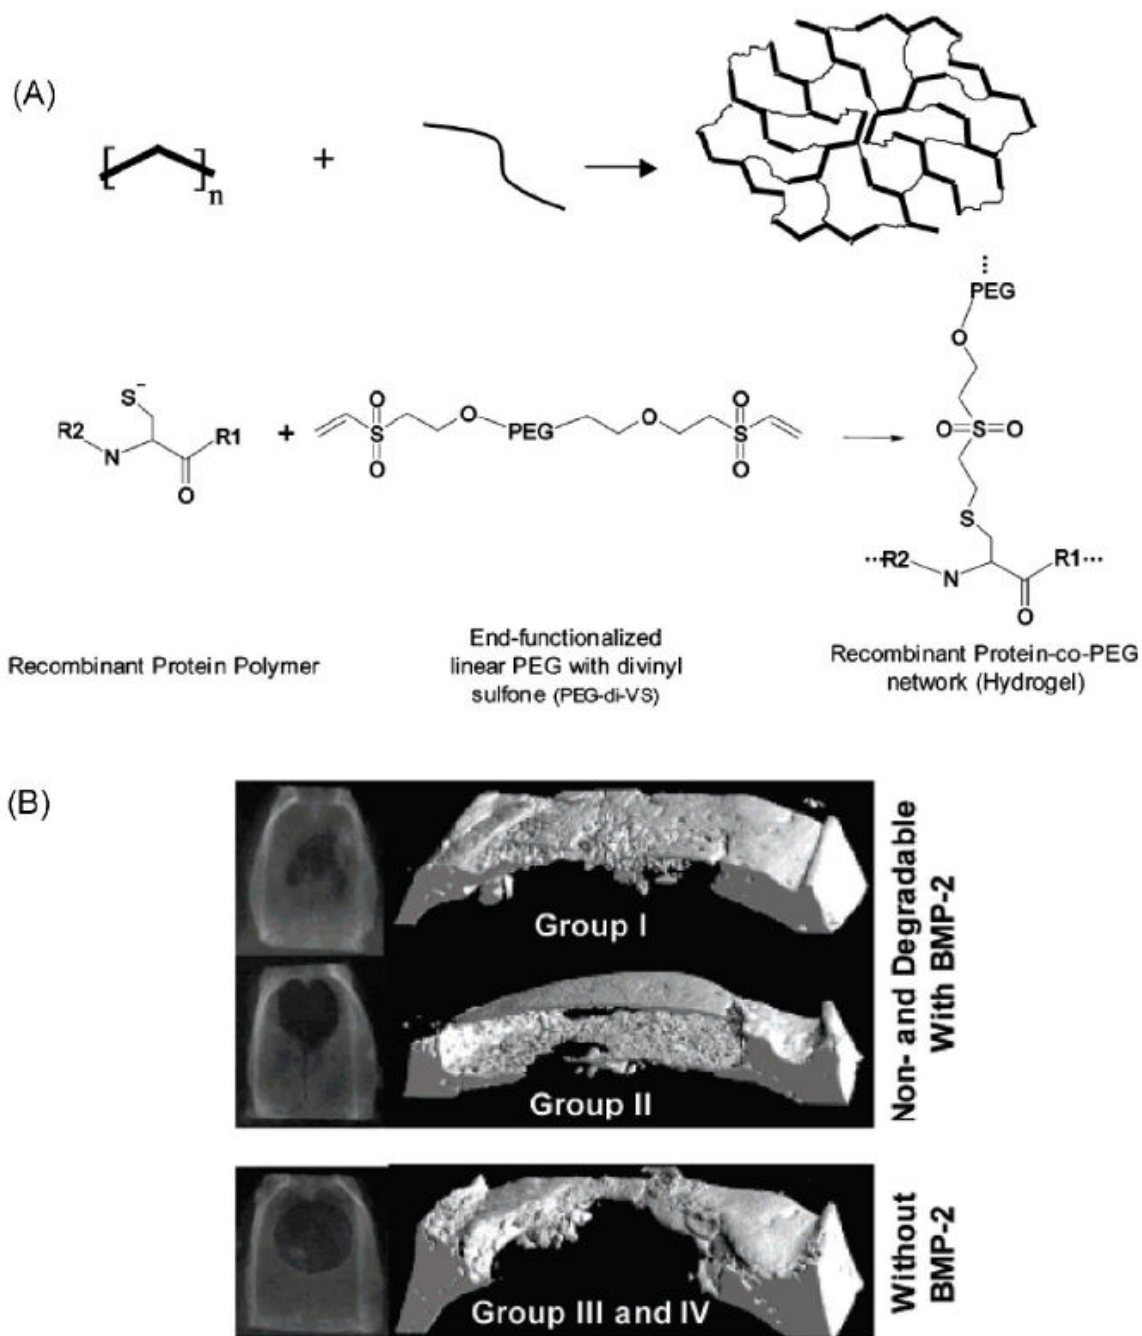 (A)
[ ]n
+
⋮
PEG
O
O=S=O
S
···R2
N
R1···
O
S⁻
R2
N
R1
O
+
O
S
O
O
PEG
O
O
S
O
Recombinant Protein Polymer
End-functionalized
linear PEG with divinyl
sulfone (PEG-di-VS)
Recombinant Protein-co-PEG
network (Hydrogel)
(B)
Group I
Group II
Non- and Degradable
With BMP-2
Group III and IV
Without
BMP-2